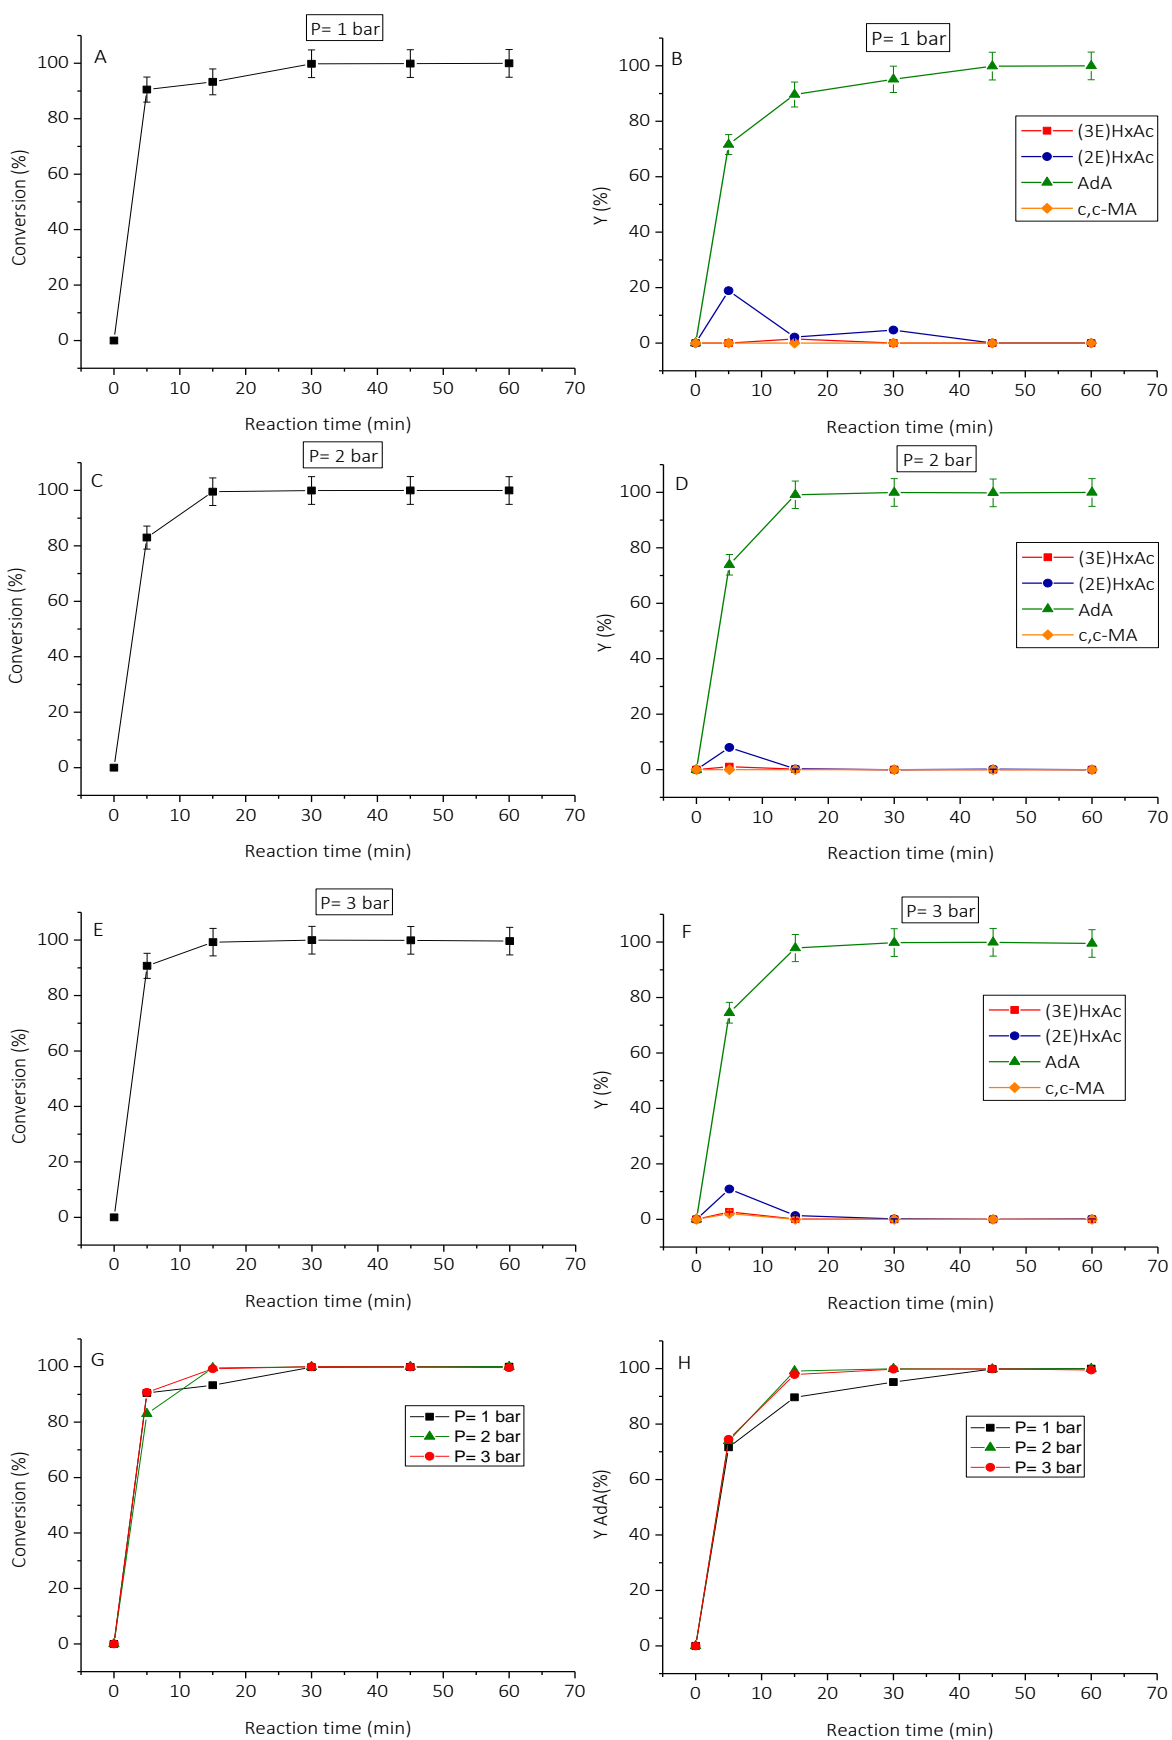 P= 1 bar
A
100
80
60
40
20
0
Conversion (%)
0 10 20 30 40 50 60 70
Reaction time (min)
P= 1 bar
B
100
80
60
40
20
0
Y (%)
(3E)HxAc
(2E)HxAc
AdA
c,c-MA
0 10 20 30 40 50 60 70
Reaction time (min)
P= 2 bar
C
100
80
60
40
20
0
Conversion (%)
0 10 20 30 40 50 60 70
Reaction time (min)
P= 2 bar
D
100
80
60
40
20
0
Y (%)
(3E)HxAc
(2E)HxAc
AdA
c,c-MA
0 10 20 30 40 50 60 70
Reaction time (min)
P= 3 bar
E
100
80
60
40
20
0
Conversion (%)
0 10 20 30 40 50 60 70
Reaction time (min)
P= 3 bar
F
100
80
60
40
20
0
Y (%)
(3E)HxAc
(2E)HxAc
AdA
c,c-MA
0 10 20 30 40 50 60 70
Reaction time (min)
G
100
80
60
40
20
0
Conversion (%)
P= 1 bar
P= 2 bar
P= 3 bar
0 10 20 30 40 50 60 70
Reaction time (min)
H
100
80
60
40
20
0
Y AdA(%)
P= 1 bar
P= 2 bar
P= 3 bar
0 10 20 30 40 50 60 70
Reaction time (min)